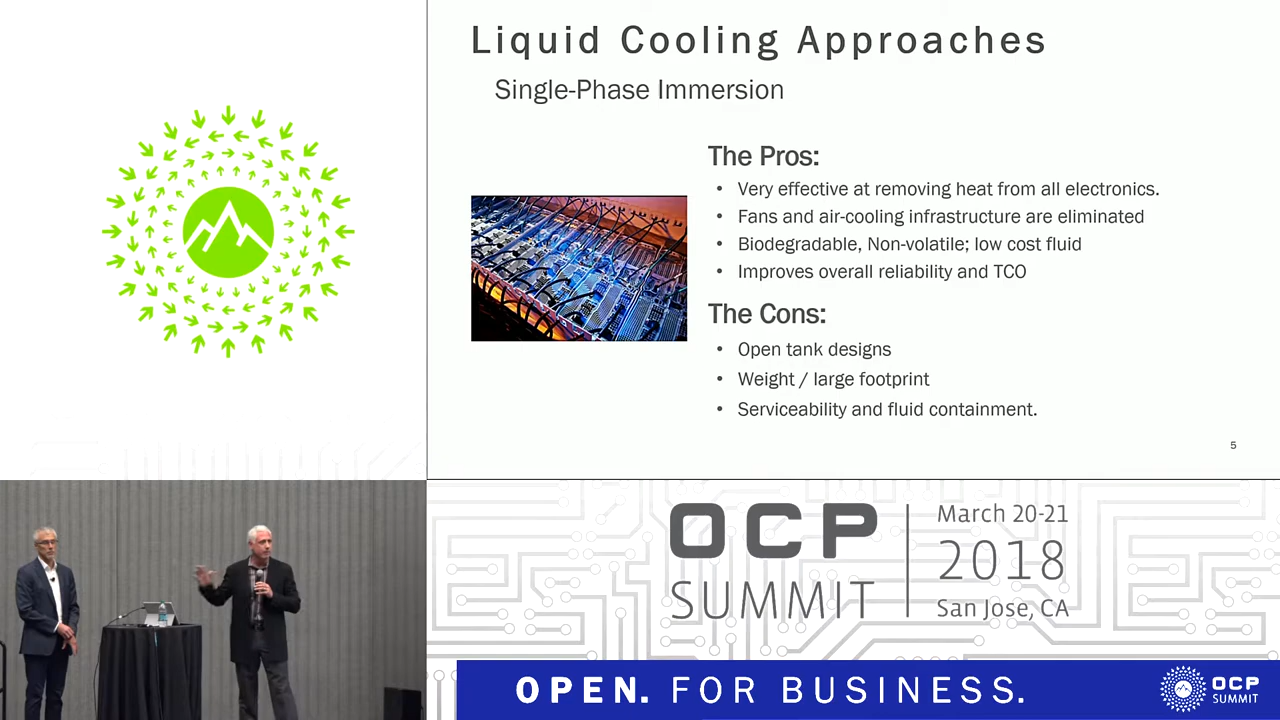 Liquid Cooling Approaches
Single-Phase Immersion
The Pros:
• Very effective at removing heat from all electronics.
• Fans and air-cooling infrastructure are eliminated
• Biodegradable, Non-volatile; low cost fluid
• Improves overall reliability and TCO
The Cons:
• Open tank designs
• Weight / large footprint
• Serviceability and fluid containment.
5
OCP
SUMMIT
March 20-21
2018
San Jose, CA
OPEN. FOR BUSINESS.
OCP
SUMMIT